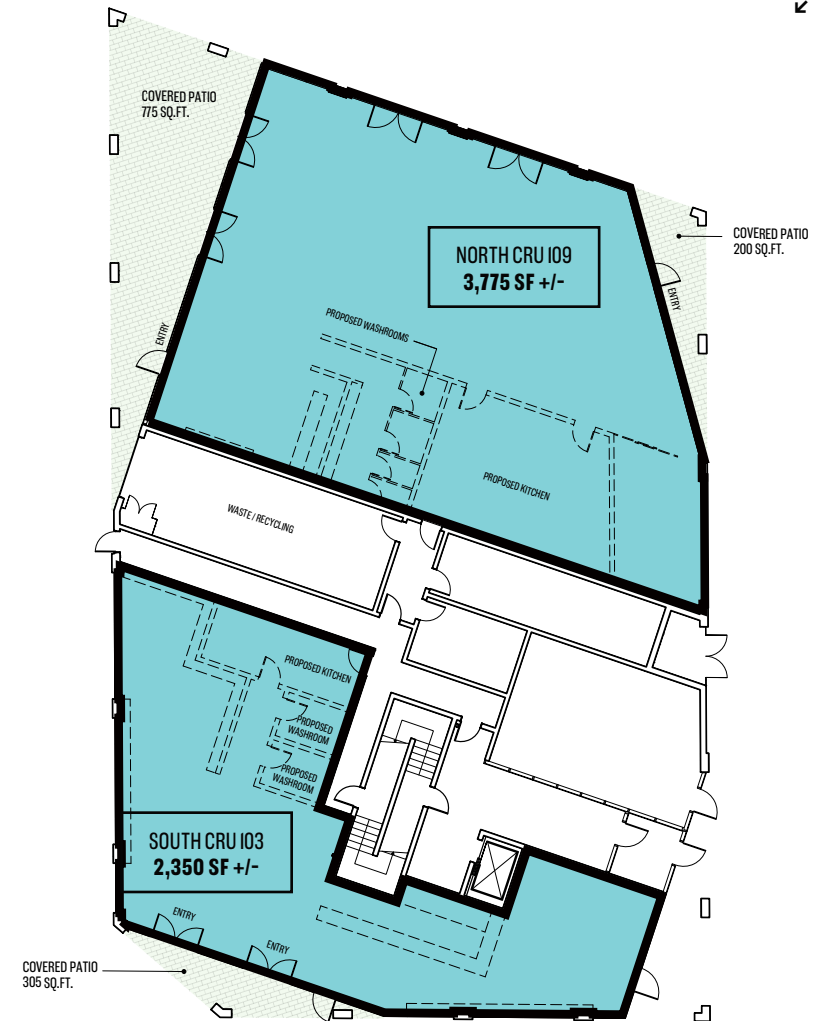 COVERED PATIO
775 SQ.FT.
COVERED PATIO
200 SQ.FT.
NORTH CRU 109
3,775 SF +/-
ENTRY
PROPOSED WASHROOMS
ENTRY
PROPOSED KITCHEN
WASTE / RECYCLING
PROPOSED KITCHEN
PROPOSED
WASHROOM
PROPOSED
WASHROOM
SOUTH CRU 103
2,350 SF +/-
ENTRY
ENTRY
COVERED PATIO
305 SQ.FT.